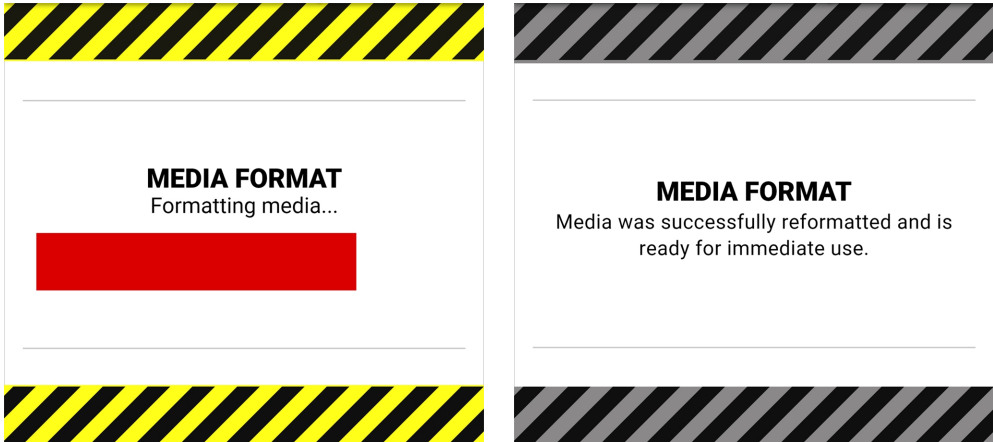 MEDIA FORMAT
Formatting media...
MEDIA FORMAT
Media was successfully reformatted and is
ready for immediate use.